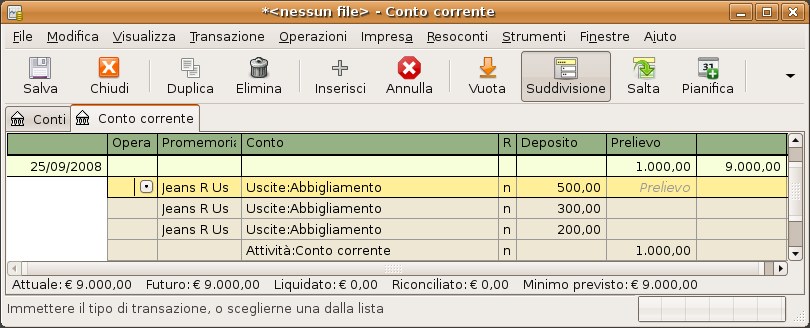 *<nessun file> - Conto corrente
File Modifica Visualizza Transazione Operazioni Impresa Resoconti Strumenti Finestre Aiuto
Salva Chiudi Duplica Elimina Inserisci Annulla Vuota Suddivisione Salta Pianifica
Conti Conto corrente
Opera Promemoria Conto R Deposito Prelievo
25/09/2008 1.000,00 9.000,00
Jeans R Us Uscite:Abbigliamento n 500,00 Prelievo
Jeans R Us Uscite:Abbigliamento n 300,00
Jeans R Us Uscite:Abbigliamento n 200,00
Attività:Conto corrente n 1.000,00
Attuale: € 9.000,00 Futuro: € 9.000,00 Liquidato: € 0,00 Riconciliato: € 0,00 Minimo previsto: € 9.000,00
Immettere il tipo di transazione, o sceglierne una dalla lista